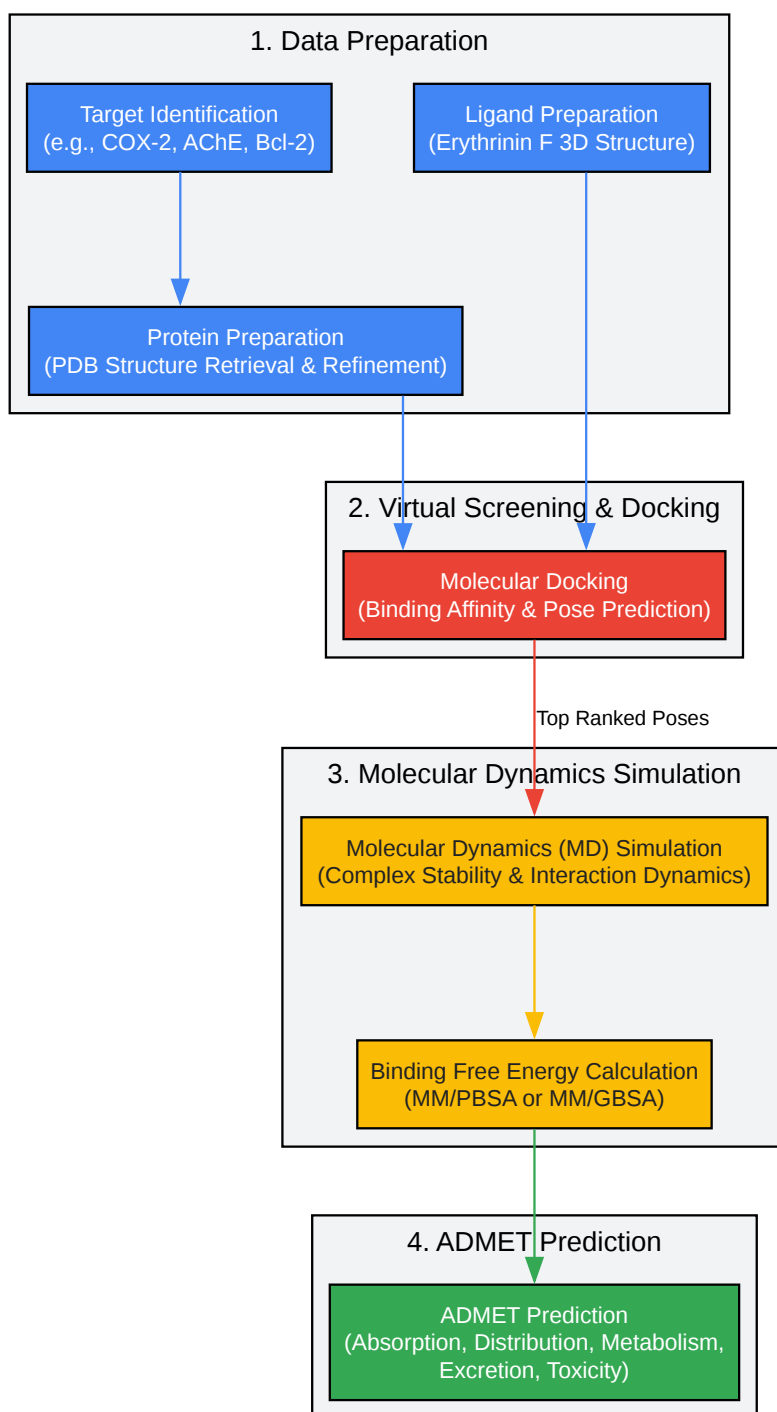 1. Data Preparation
Target Identification
(e.g., COX-2, AChE, Bcl-2)
Ligand Preparation
(Erythrinin F 3D Structure)
Protein Preparation
(PDB Structure Retrieval & Refinement)
2. Virtual Screening & Docking
Molecular Docking
(Binding Affinity & Pose Prediction)
Top Ranked Poses
3. Molecular Dynamics Simulation
Molecular Dynamics (MD) Simulation
(Complex Stability & Interaction Dynamics)
Binding Free Energy Calculation
(MM/PBSA or MM/GBSA)
4. ADMET Prediction
ADMET Prediction
(Absorption, Distribution, Metabolism,
Excretion, Toxicity)